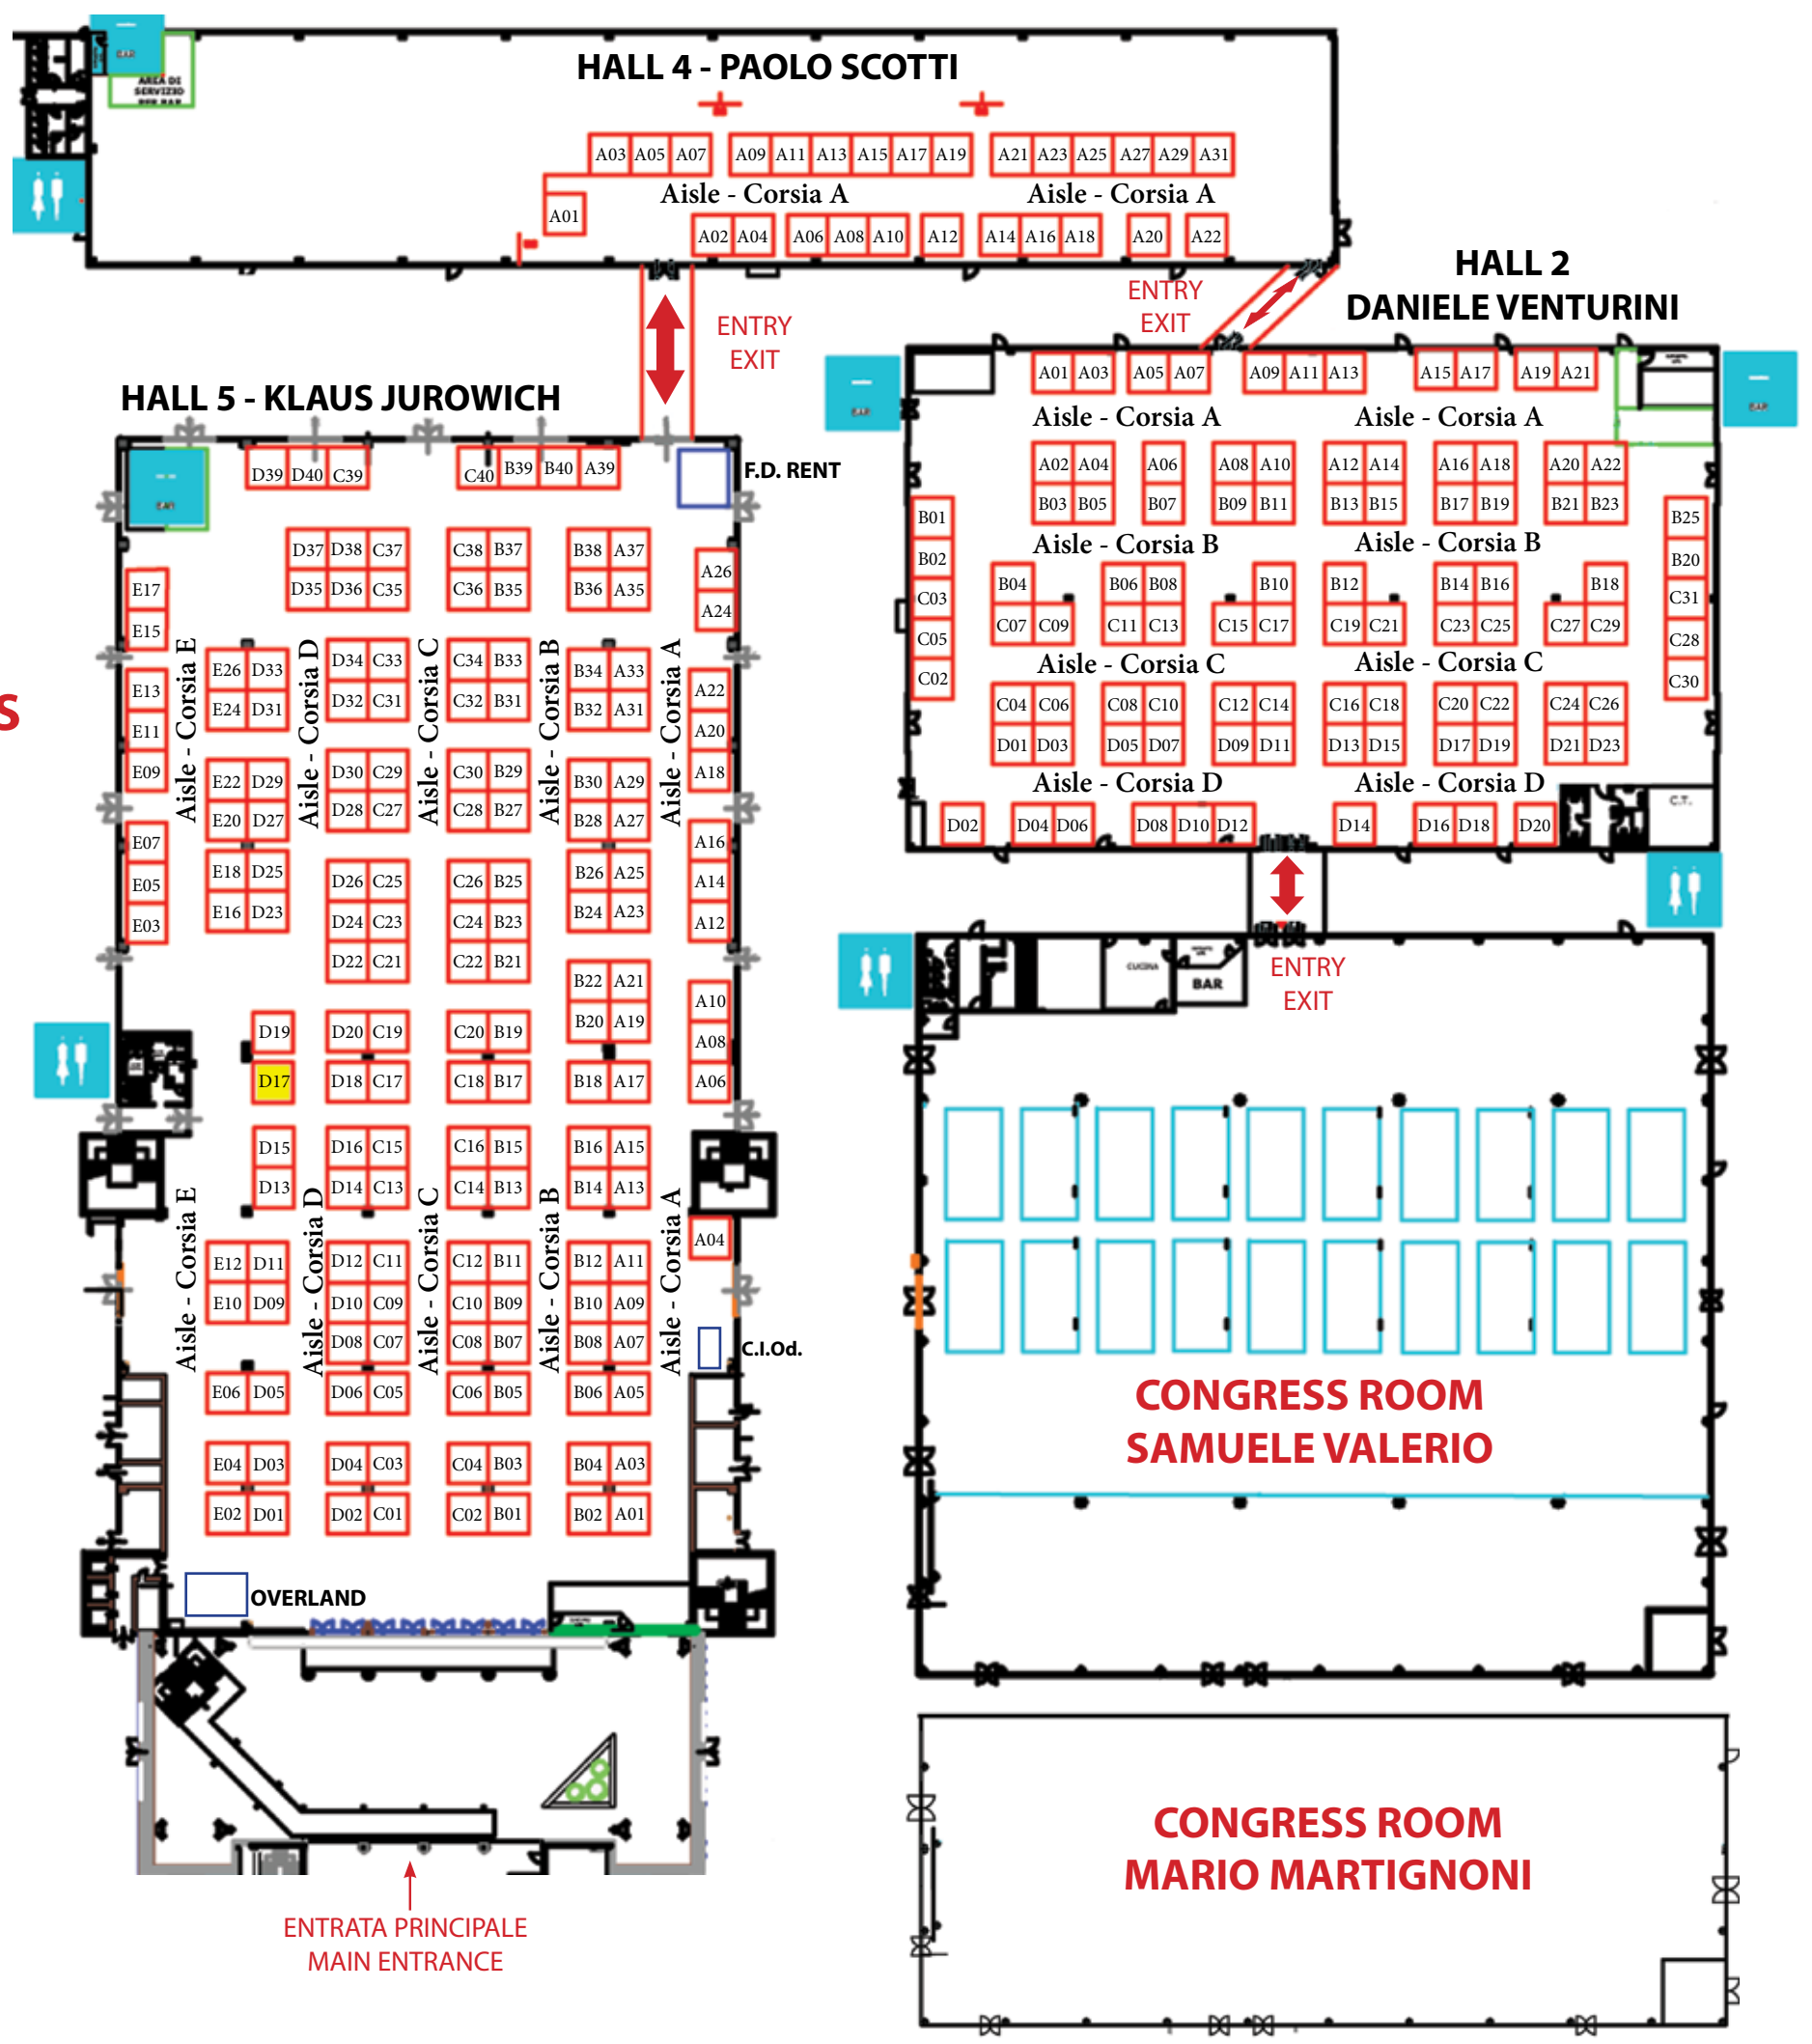 BAR
AREA DI
SERVIZIO
PER BAR
HALL 4 - PAOLO SCOTTI
A03 A05 A07 A09 A11 A13 A15 A17 A19 A21 A23 A25 A27 A29 A31
Aisle - Corsia A Aisle - Corsia A
A01
A02 A04 A06 A08 A10 A12 A14 A16 A18 A20 A22
ENTRY
EXIT
ENTRY
EXIT
HALL 2
DANIELE VENTURINI
BAR
BAR
A01 A03 A05 A07 A09 A11 A13 A15 A17 A19 A21
Aisle - Corsia A Aisle - Corsia A
A02 A04 A06 A08 A10 A12 A14 A16 A18 A20 A22
B03 B05 B07 B09 B11 B13 B15 B17 B19 B21 B23
B01 B25
Aisle - Corsia B Aisle - Corsia B
B02 B20
B04 B06 B08 B10 B12 B14 B16 B18
C03 C31
C07 C09 C11 C13 C15 C17 C19 C21 C23 C25 C27 C29
C05 C28
Aisle - Corsia C Aisle - Corsia C
C02 C30
C04 C06 C08 C10 C12 C14 C16 C18 C20 C22 C24 C26
D01 D03 D05 D07 D09 D11 D13 D15 D17 D19 D21 D23
Aisle - Corsia D Aisle - Corsia D
C.T.
D02 D04 D06 D08 D10 D12 D14 D16 D18 D20
HALL 5 - KLAUS JUROWICH
F.D. RENT
BAR
D39 D40 C39 C40 B39 B40 A39
D37 D38 C37 C38 B37 B38 A37
D35 D36 C35 C36 B35 B36 A35
A26
A24
E17
E15
Aisle - Corsia E
Aisle - Corsia D
Aisle - Corsia C
Aisle - Corsia B
Aisle - Corsia A
E26 D33 D34 C33 C34 B33 B34 A33
E24 D31 D32 C31 C32 B31 B32 A31
E13 A22
E11 A20
E09 A18
E22 D29 D30 C29 C30 B29 B30 A29
E20 D27 D28 C27 C28 B27 B28 A27
E07 A16
E05 A14
E03 A12
E18 D25 D26 C25 C26 B25 B26 A25
E16 D23 D24 C23 C24 B23 B24 A23
D22 C21 C22 B21
B22 A21
B20 A19
A10
A08
A06
D19 D20 C19 C20 B19
D17 D18 C17 C18 B17 B18 A17
D15 D16 C15 C16 B15 B16 A15
D13 D14 C13 C14 B13 B14 A13
Aisle - Corsia E
Aisle - Corsia D
Aisle - Corsia C
Aisle - Corsia B
Aisle - Corsia A
A04
E12 D11 D12 C11 C12 B11 B12 A11
E10 D09 D10 C09 C10 B09 B10 A09
D08 C07 C08 B07 B08 A07
C.I.Od.
E06 D05 D06 C05 C06 B05 B06 A05
E04 D03 D04 C03 C04 B03 B04 A03
E02 D01 D02 C01 C02 B01 B02 A01
OVERLAND
ENTRATA PRINCIPALE
MAIN ENTRANCE
S
CUCINA
BAR
ENTRY
EXIT
CONGRESS ROOM
SAMUELE VALERIO
CONGRESS ROOM
MARIO MARTIGNONI